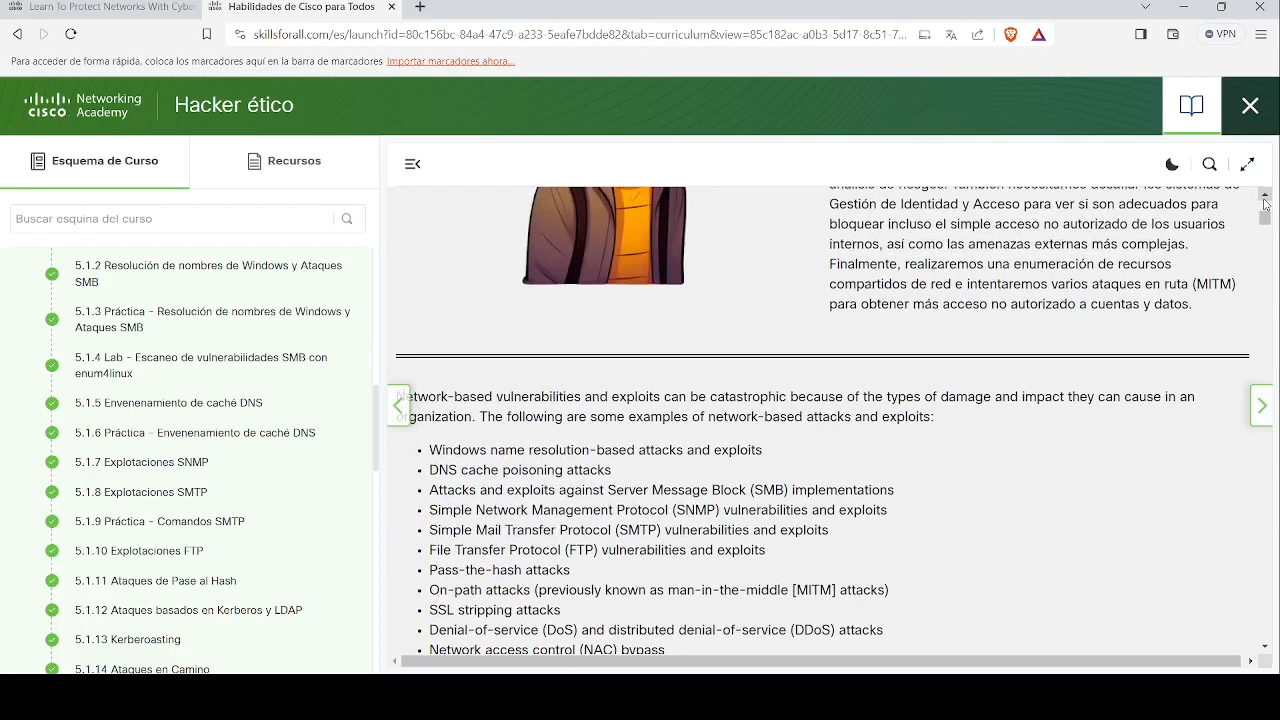 Learn To Protect Networks With Cybe
Habilidades de Cisco para Todos
skillsforall.com/es/launch?id=80c156bc-84a4-47c9-a233-5eafe7bdde82&tab=curriculum&view=85c182ac-a0b3-5d17-8c51-7...
VPN
Para acceder de forma rápida, coloca los marcadores aquí en la barra de marcadores Importar marcadores ahora...
cisco Networking Academy
Hacker ético
Esquema de Curso
Recursos
Buscar esquina del curso
5.1.2 Resolución de nombres de Windows y Ataques
SMB
5.1.3 Práctica - Resolución de nombres de Windows y
Ataques SMB
5.1.4 Lab - Escaneo de vulnerabilidades SMB con
enum4linux
5.1.5 Envenenamiento de caché DNS
5.1.6 Práctica - Envenenamiento de caché DNS
5.1.7 Explotaciones SNMP
5.1.8 Explotaciones SMTP
5.1.9 Práctica - Comandos SMTP
5.1.10 Explotaciones FTP
5.1.11 Ataques de Pase al Hash
5.1.12 Ataques basados en Kerberos y LDAP
5.1.13 Kerberoasting
5.1.14 Ataques en Camino
análisis de riesgos. También necesitamos desafiar los sistemas de
Gestión de Identidad y Acceso para ver si son adecuados para
bloquear incluso el simple acceso no autorizado de los usuarios
internos, así como las amenazas externas más complejas.
Finalmente, realizaremos una enumeración de recursos
compartidos de red e intentaremos varios ataques en ruta (MITM)
para obtener más acceso no autorizado a cuentas y datos.
Network-based vulnerabilities and exploits can be catastrophic because of the types of damage and impact they can cause in an
organization. The following are some examples of network-based attacks and exploits:
• Windows name resolution-based attacks and exploits
• DNS cache poisoning attacks
• Attacks and exploits against Server Message Block (SMB) implementations
• Simple Network Management Protocol (SNMP) vulnerabilities and exploits
• Simple Mail Transfer Protocol (SMTP) vulnerabilities and exploits
• File Transfer Protocol (FTP) vulnerabilities and exploits
• Pass-the-hash attacks
• On-path attacks (previously known as man-in-the-middle [MITM] attacks)
• SSL stripping attacks
• Denial-of-service (DoS) and distributed denial-of-service (DDoS) attacks
• Network access control (NAC) bypass